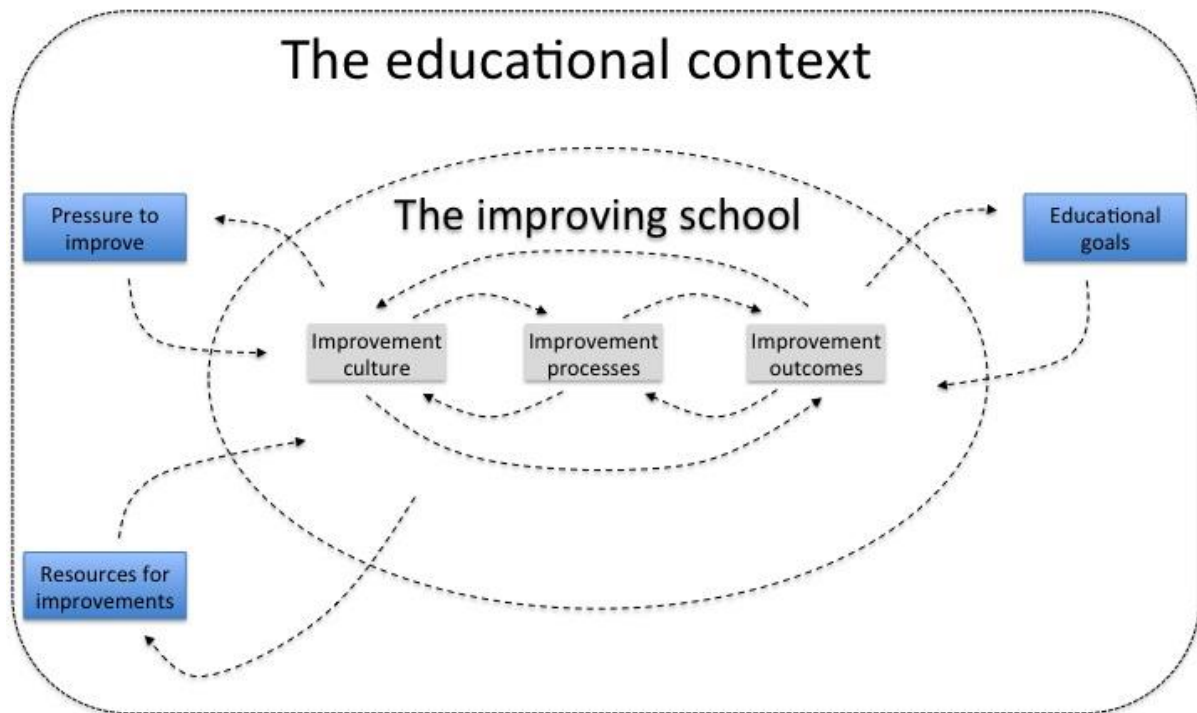 The educational context
The improving school
Pressure to
improve
Educational
goals
Improvement
culture
Improvement
processes
Improvement
outcomes
Resources for
improvements